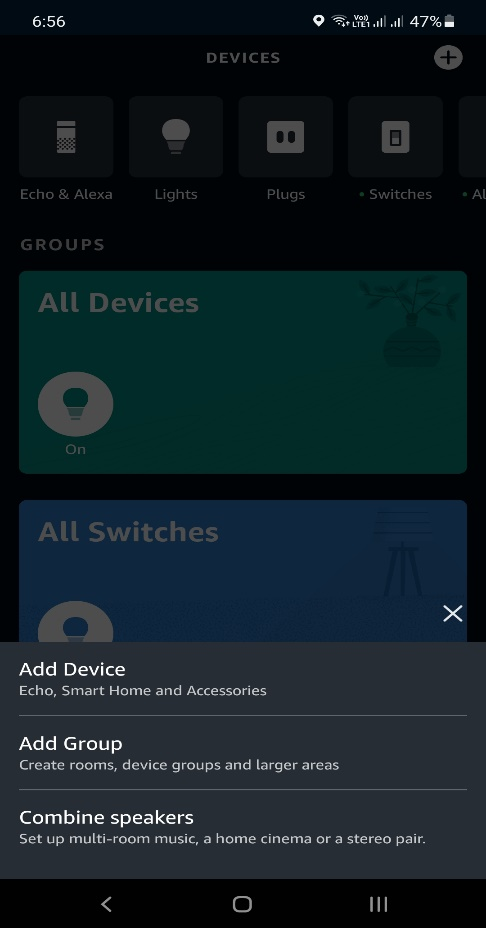 6:56
Vo))
LTE1
47%
DEVICES
Echo & Alexa
Lights
Plugs
• Switches
• Al
GROUPS
All Devices
On
All Switches
Add Device
Echo, Smart Home and Accessories
Add Group
Create rooms, device groups and larger areas
Combine speakers
Set up multi-room music, a home cinema or a stereo pair.